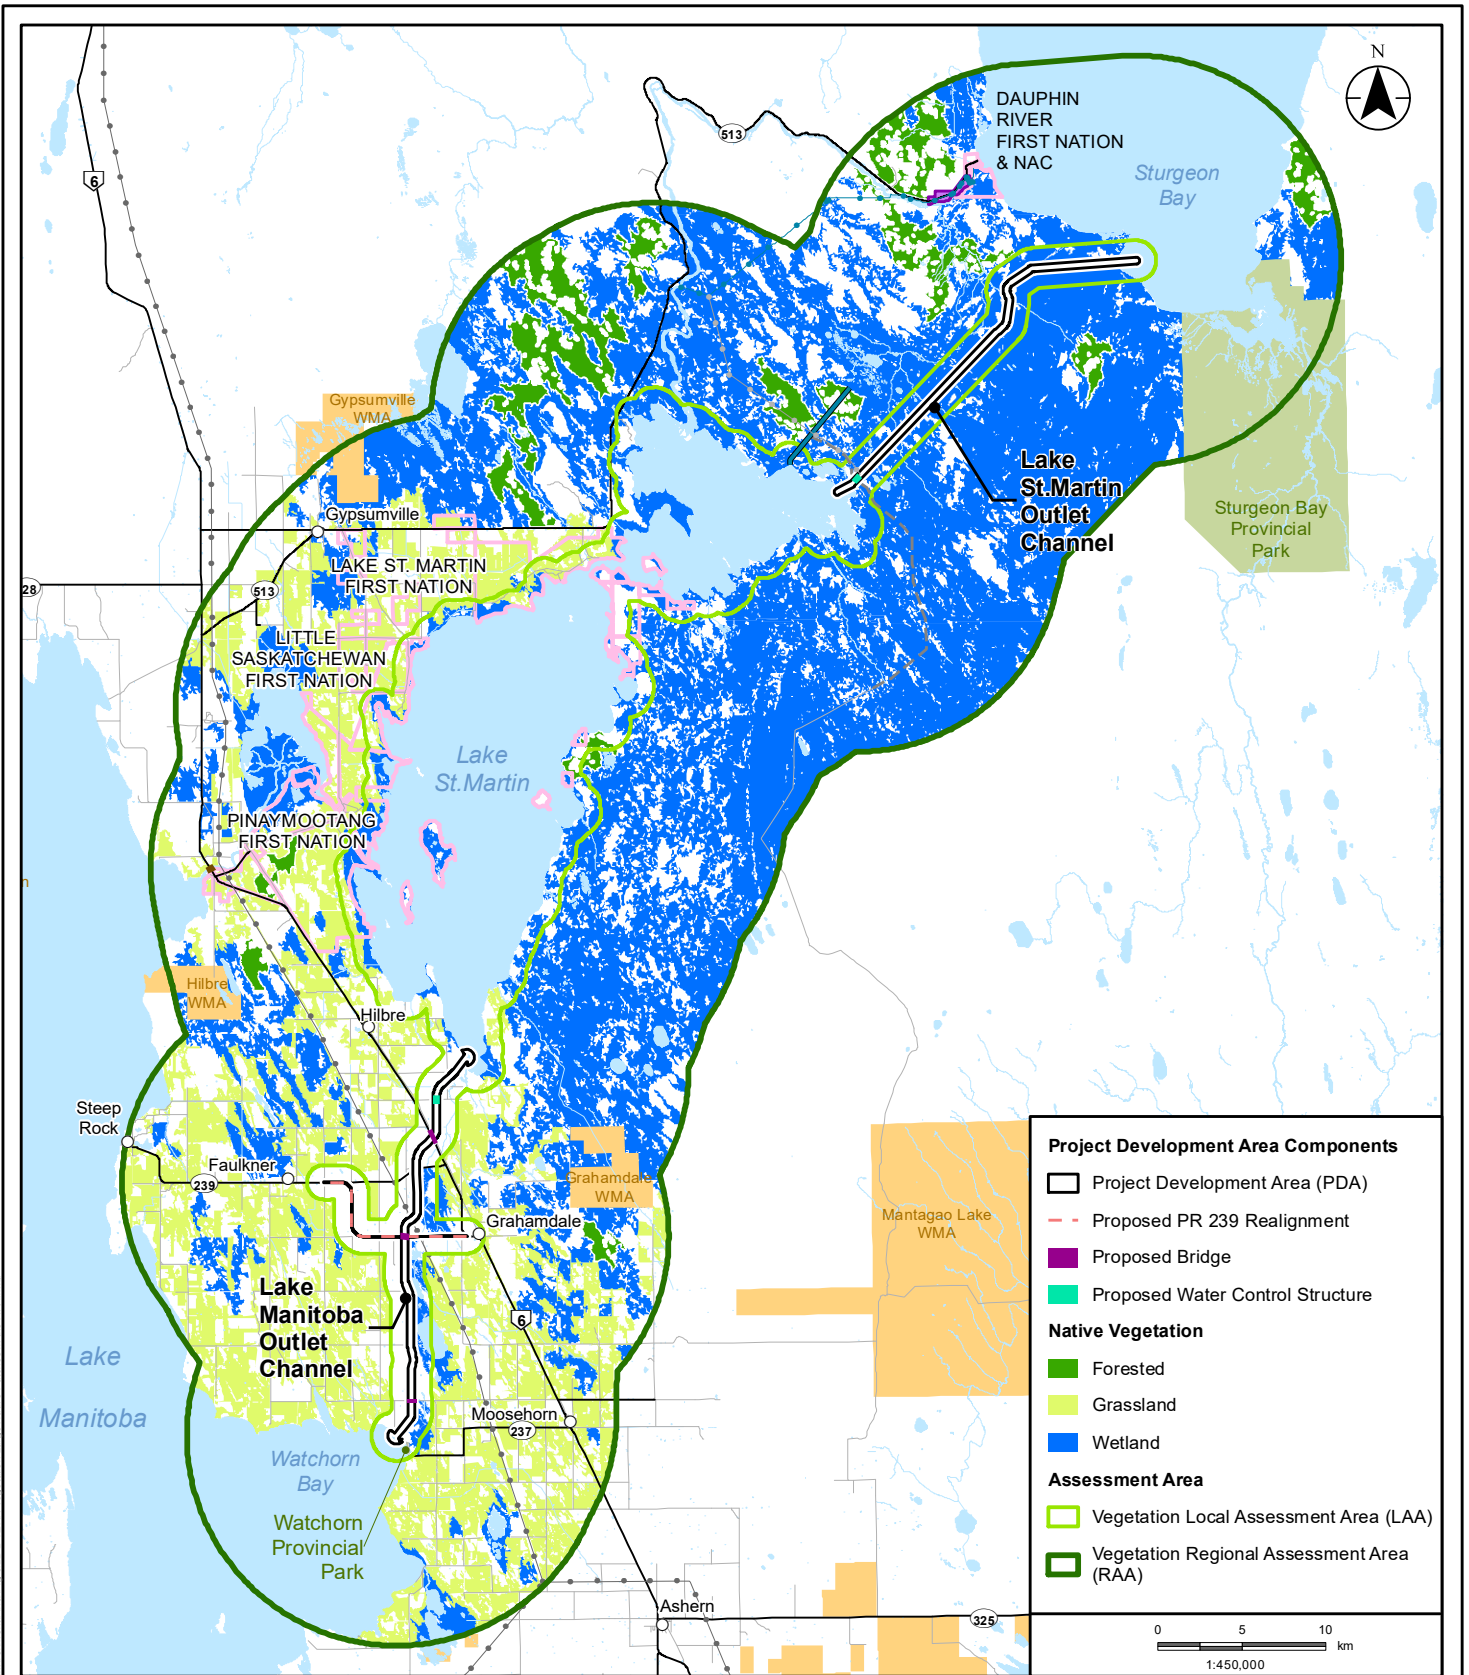 N
DAUPHIN
RIVER
FIRST NATION
& NAC
513
6
Sturgeon
Bay
Gypsumville
WMA
Lake
St.Martin
Outlet
Channel
Sturgeon Bay
Provincial
Park
Gypsumville
LAKE ST. MARTIN
FIRST NATION
28
513
LITTLE
SASKATCHEWAN
FIRST NATION
Lake
St.Martin
PINAYMOOTANG
FIRST NATION
n
Hilbre
WMA
Hilbre
Steep
Rock
Faulkner
239
Grahamdale
WMA
Grahamdale
Mantagao Lake
WMA
Lake
Manitoba
Outlet
Channel
6
Lake
Manitoba
Moosehorn
237
Watchorn
Bay
Watchorn
Provincial
Park
Ashern
325
Project Development Area Components
Project Development Area (PDA)
Proposed PR 239 Realignment
Proposed Bridge
Proposed Water Control Structure
Native Vegetation
Forested
Grassland
Wetland
Assessment Area
Vegetation Local Assessment Area (LAA)
Vegetation Regional Assessment Area
(RAA)
0 5 10
km
1:450,000